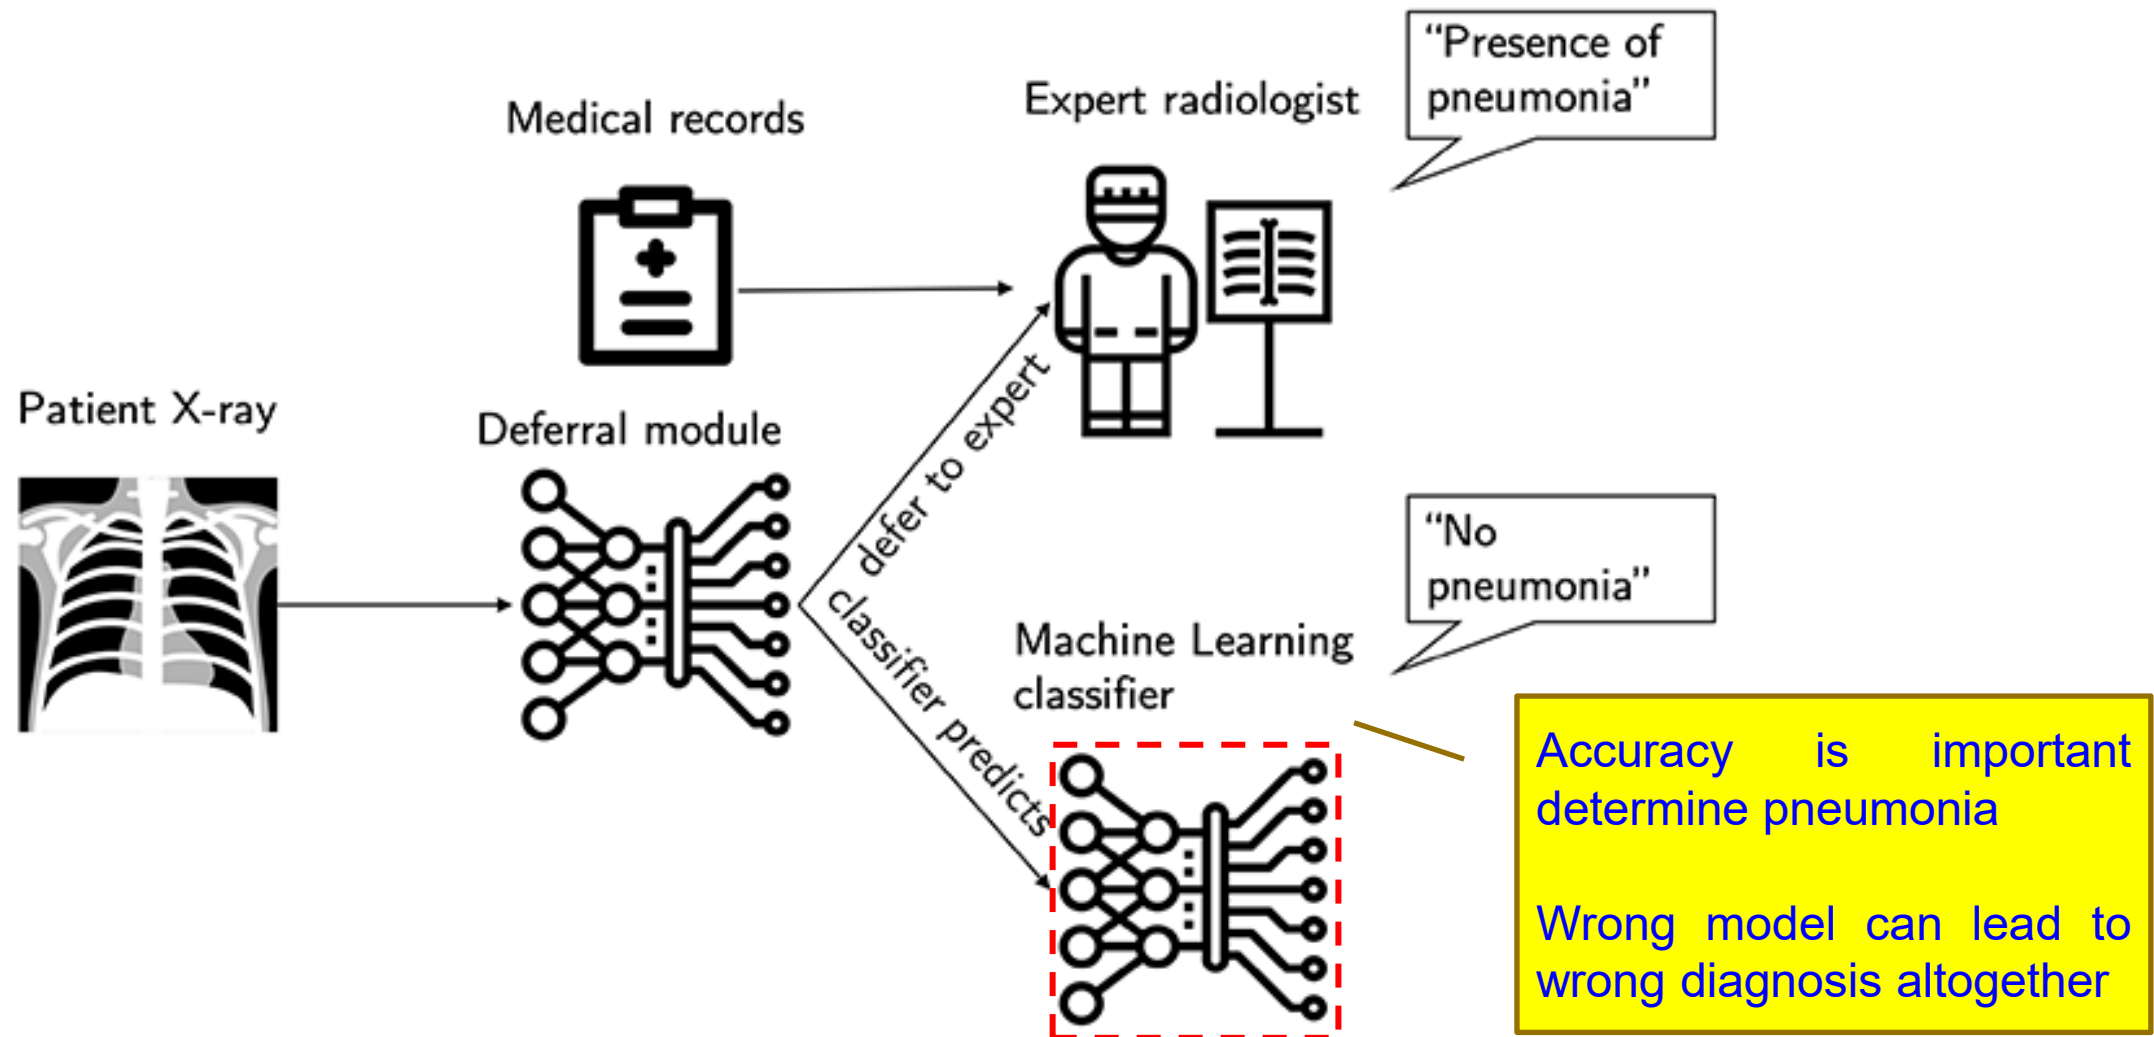 Medical records
Expert radiologist
“Presence of
pneumonia”
Patient X-ray
Deferral module
defer to expert
classifier predicts
Machine Learning
classifier
“No
pneumonia”
Accuracy is important
determine pneumonia
Wrong model can lead to
wrong diagnosis altogether